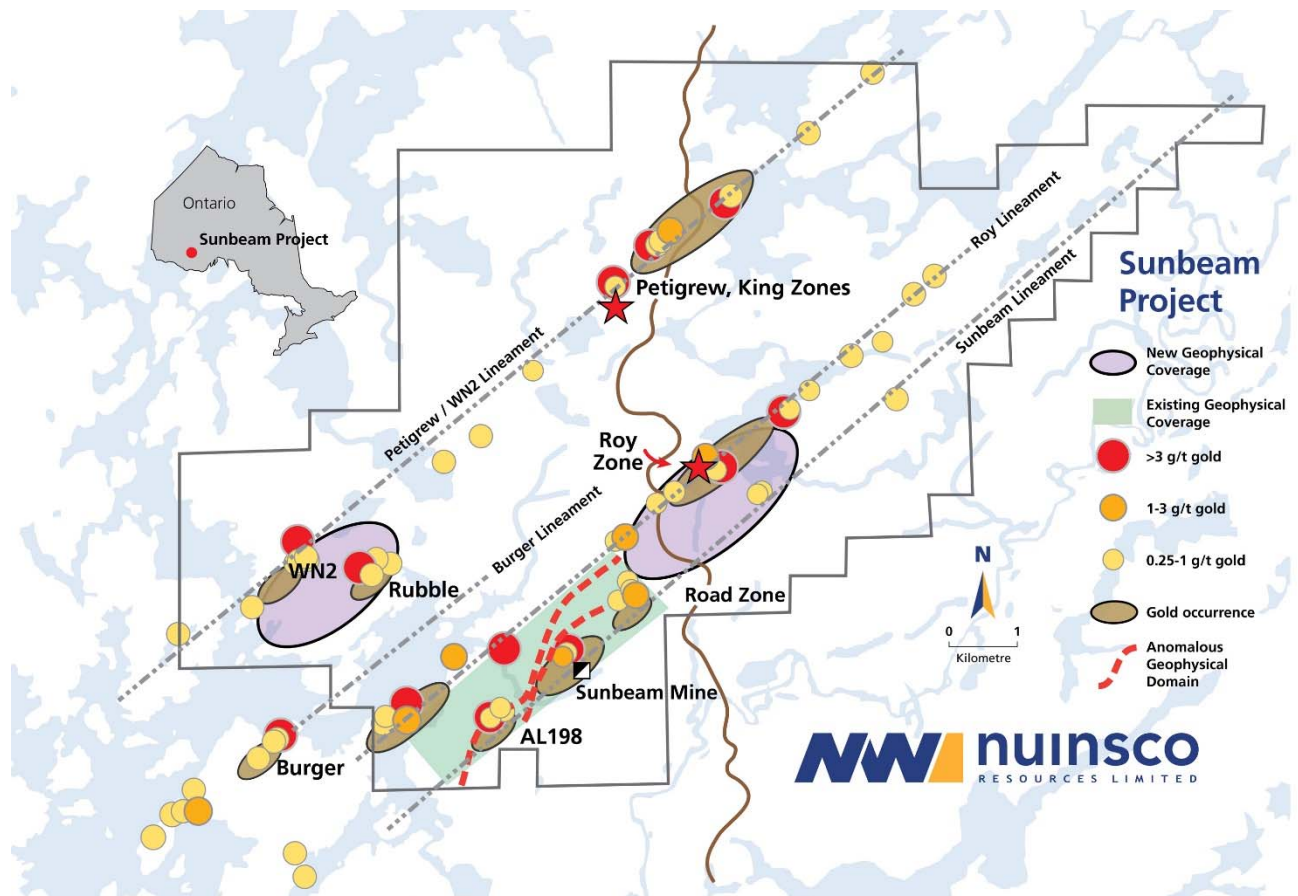 Ontario
Sunbeam Project
Petigrew / WN2 Lineament
Petigrew, King Zones
Roy Lineament
Sunbeam Lineament
Burger Lineament
Roy
Zone
WN2
Rubble
Road Zone
Sunbeam Mine
AL198
Burger
Sunbeam
Project
New Geophysical
Coverage
Existing Geophysical
Coverage
>3 g/t gold
1-3 g/t gold
0.25-1 g/t gold
Gold occurrence
Anomalous
Geophysical
Domain
N
0 1
Kilometre
NW nuinsco
RESOURCES LIMITED